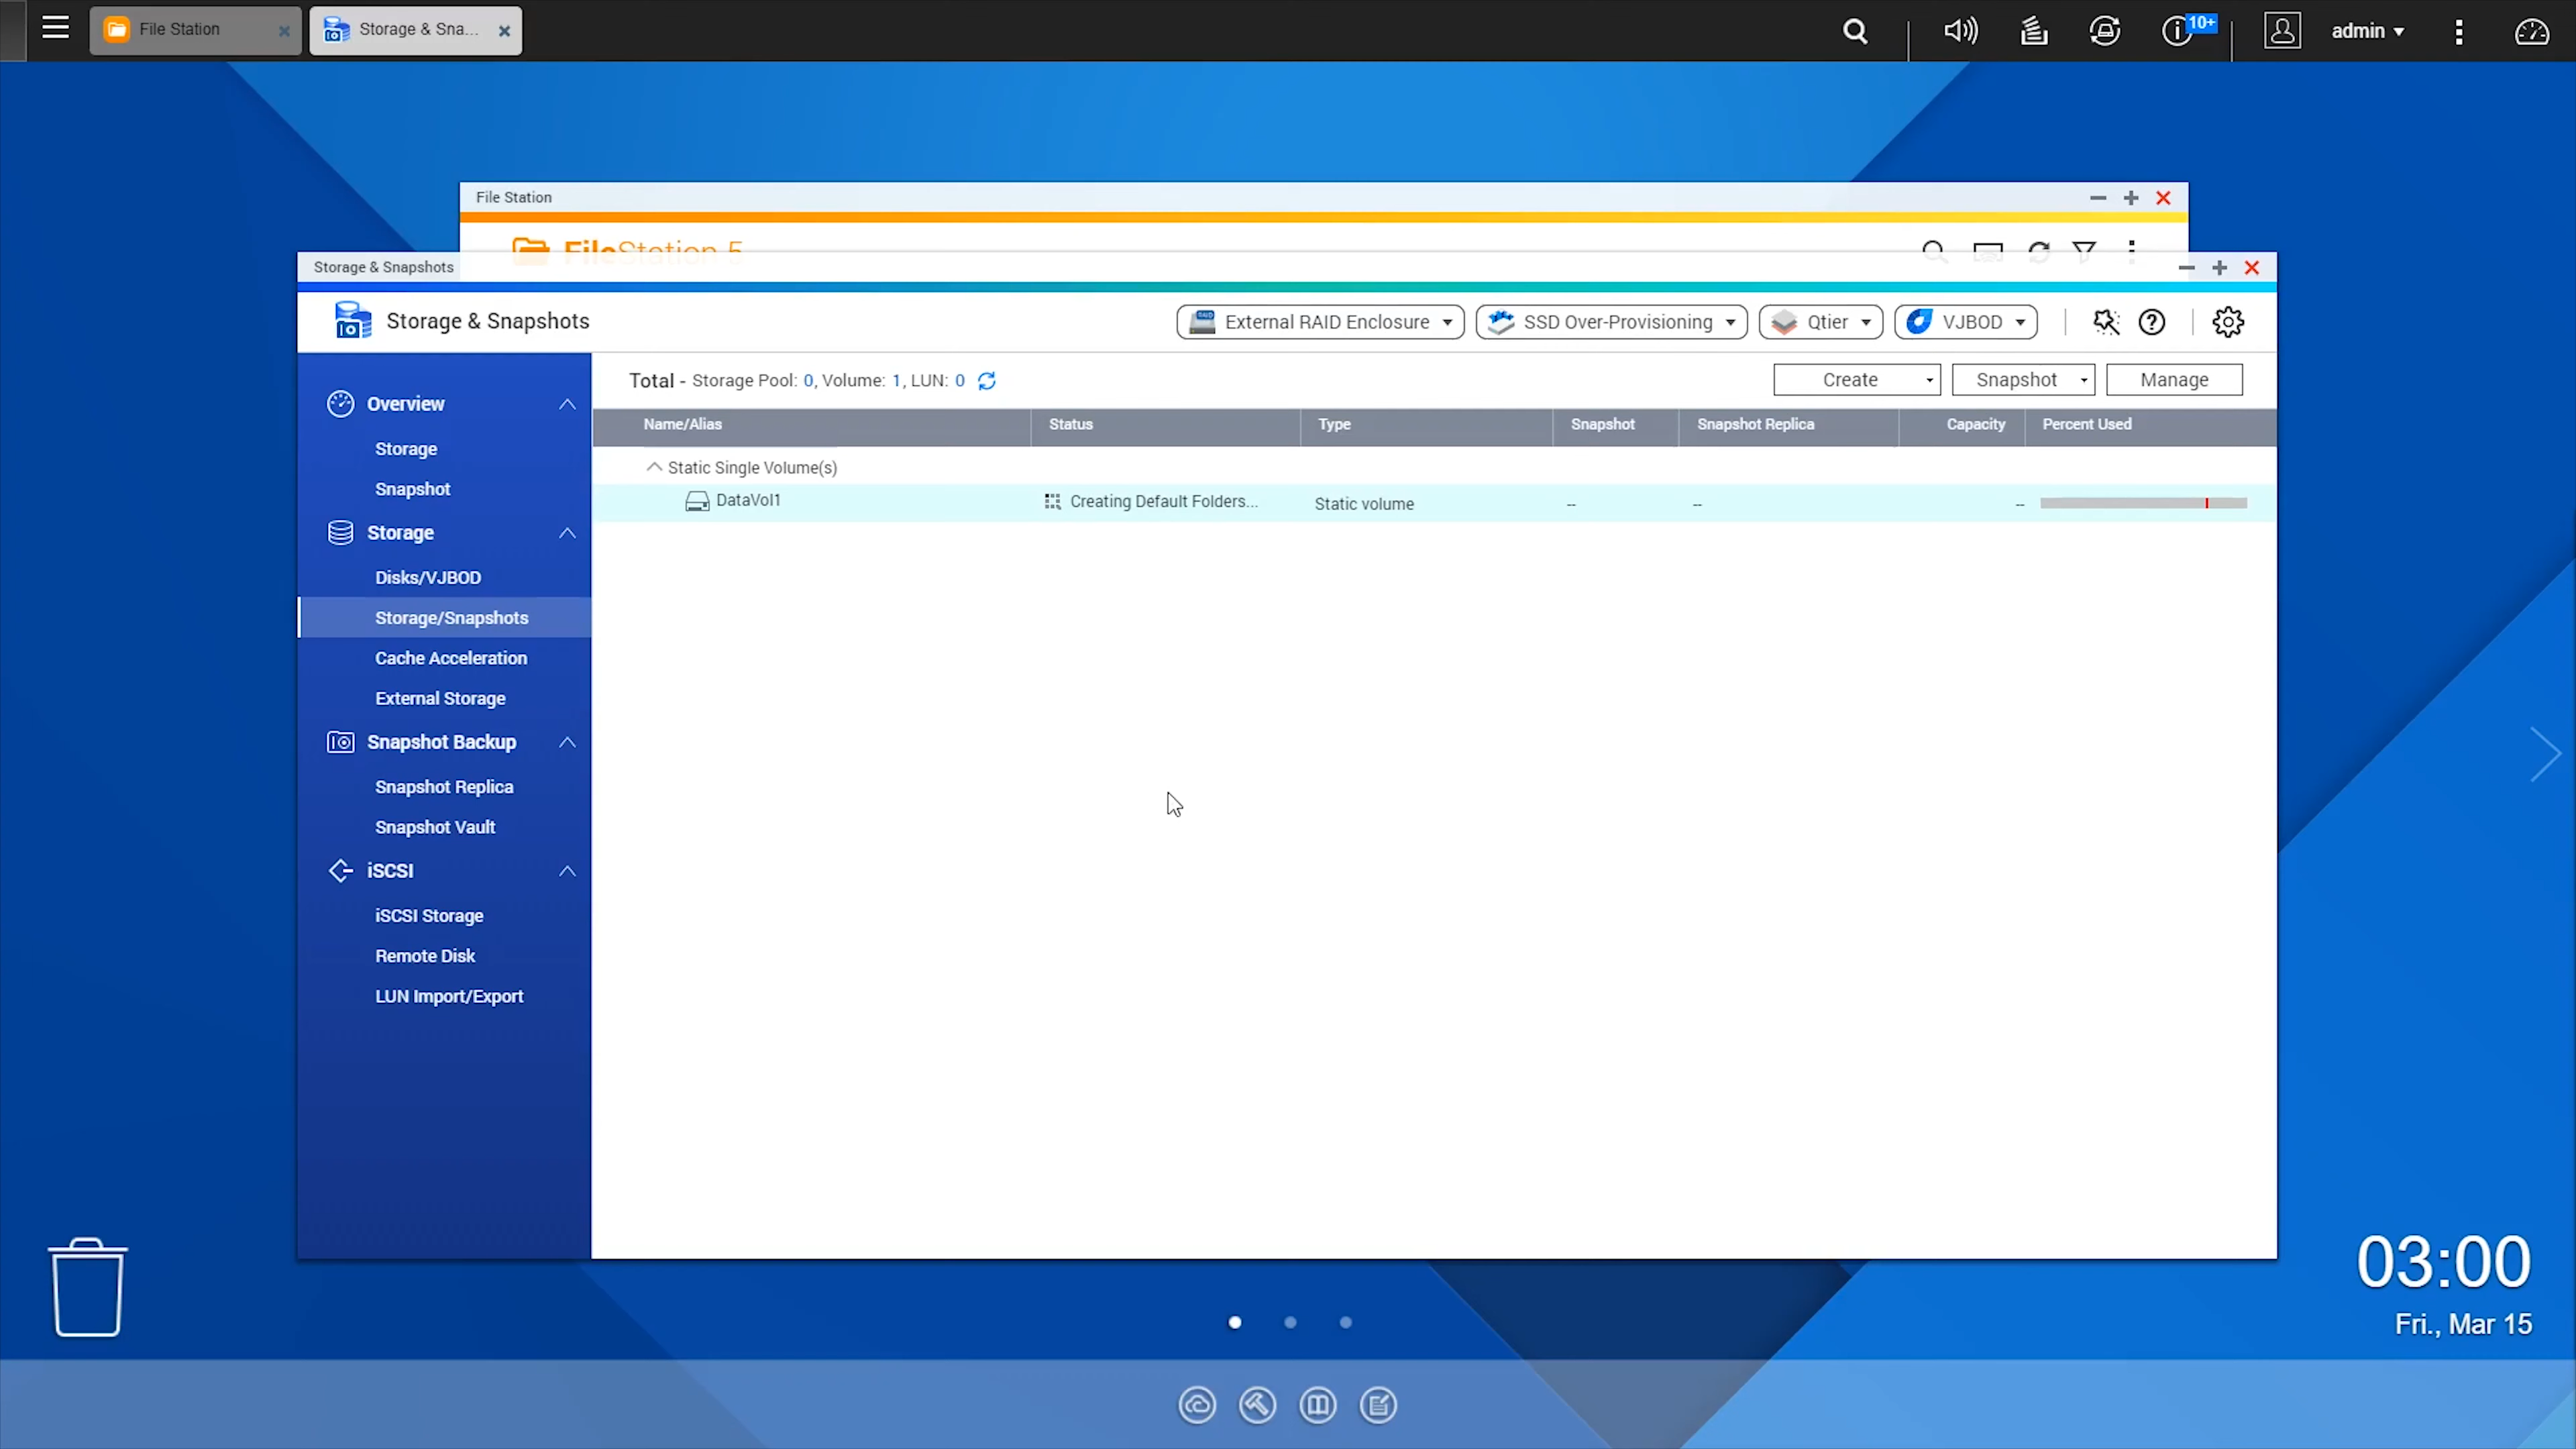 File Station
Storage & Sna...
10+
admin
File Station
FileStation 5
Storage & Snapshots
Storage & Snapshots
External RAID Enclosure
SSD Over-Provisioning
Qtier
VJBOD
Total - Storage Pool: 0, Volume: 1, LUN: 0
Create
Snapshot
Manage
Name/Alias
Status
Type
Snapshot
Snapshot Replica
Capacity
Percent Used
Static Single Volume(s)
DataVol1
Creating Default Folders...
Static volume
--
--
--
Overview
Storage
Snapshot
Storage
Disks/VJBOD
Storage/Snapshots
Cache Acceleration
External Storage
Snapshot Backup
Snapshot Replica
Snapshot Vault
iSCSI
iSCSI Storage
Remote Disk
LUN Import/Export
03:00
Fri., Mar 15